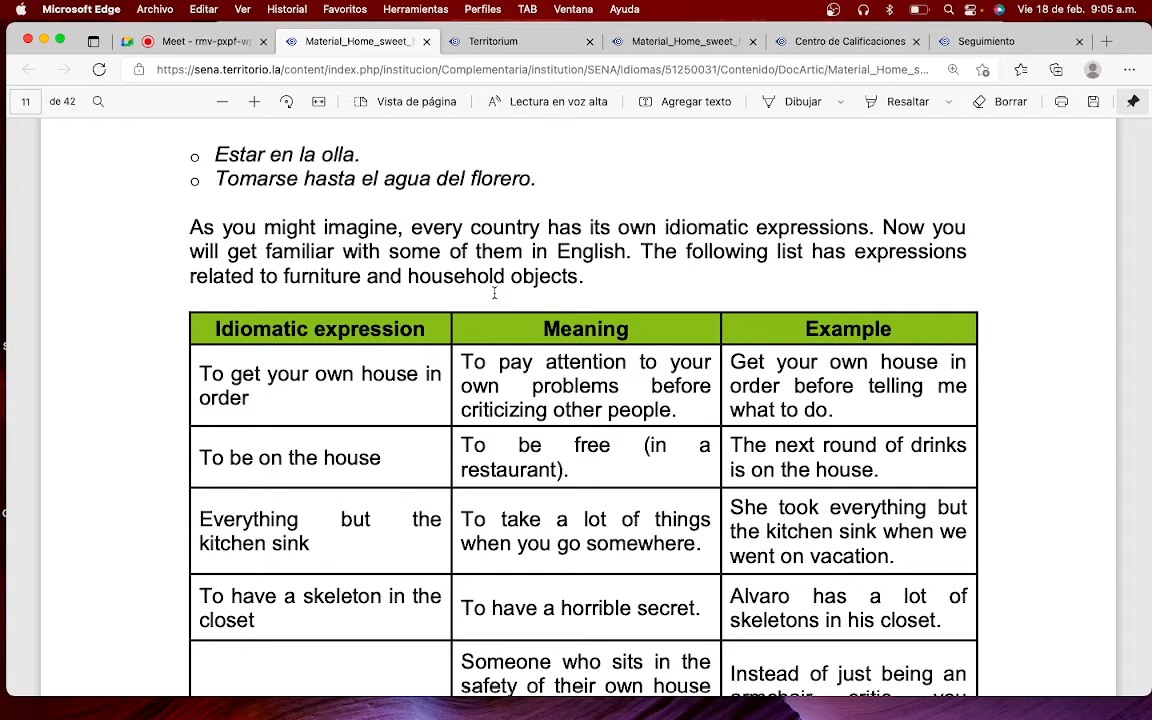 Microsoft Edge Archivo Editar Ver Historial Favoritos Herramientas Perfiles TAB Ventana Ayuda Vie 18 de feb. 9:05 a.m.
Meet - rmv-pxpf-w Material_Home_sweet_ Territorium Material_Home_sweet_ Centro de Calificaciones Seguimiento
https://sena.territorio.la/content/index.php/institucion/Complementaria/institution/SENA/Idiomas/51250031/Contenido/DocArtic/Material_Home_s...
11 de 42 Vista de página Lectura en voz alta Agregar texto Dibujar Resaltar Borrar
o Estar en la olla.
o Tomarse hasta el agua del florero.
As you might imagine, every country has its own idiomatic expressions. Now you
will get familiar with some of them in English. The following list has expressions
related to furniture and household objects.
Idiomatic expression Meaning Example
To get your own house in
order
To pay attention to your
own problems before
criticizing other people.
Get your own house in
order before telling me
what to do.
To be on the house
To be free (in a
restaurant).
The next round of drinks
is on the house.
Everything but the
kitchen sink
To take a lot of things
when you go somewhere.
She took everything but
the kitchen sink when we
went on vacation.
To have a skeleton in the
closet
To have a horrible secret.
Alvaro has a lot of
skeletons in his closet.
Someone who sits in the
safety of their own house
Instead of just being an
armchair critic, you